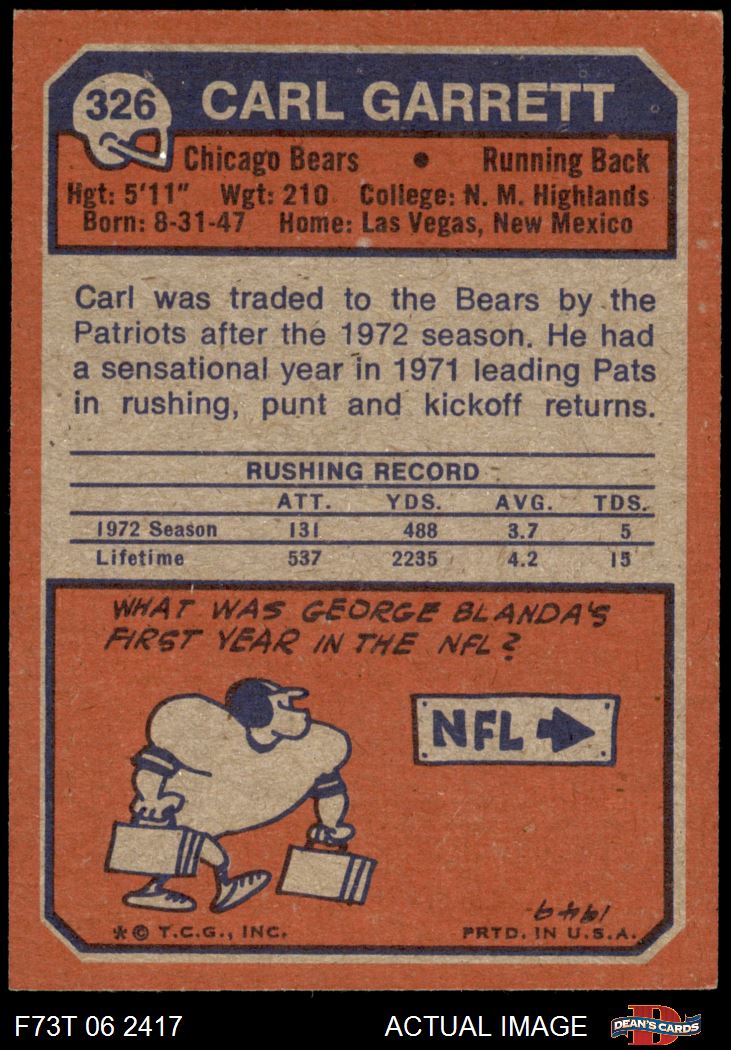 326 CARL GARRETT
Chicago Bears • Running Back
Hgt: 5'11" Wgt: 210 College: N. M. Highlands
Born: 8-31-47 Home: Las Vegas, New Mexico
Carl was traded to the Bears by the
Patriots after the 1972 season. He had
a sensational year in 1971 leading Pats
in rushing, punt and kickoff returns.
RUSHING RECORD
ATT. YDS. AVG. TDS.
1972 Season 131 488 3.7 5
Lifetime 537 2235 4.2 15
WHAT WAS GEORGE BLANDA'S
FIRST YEAR IN THE NFL?
NFL
1949
* © T.C.G., INC. PRTD. IN U.S.A.
F73T 06 2417 ACTUAL IMAGE DEAN'S CARDS